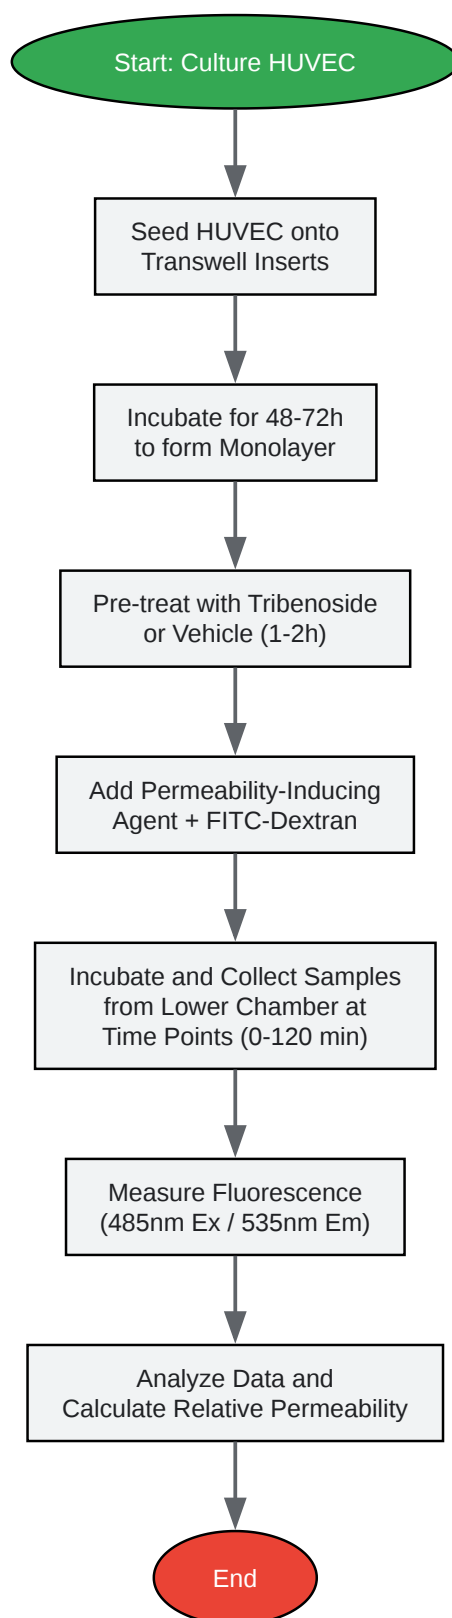 Start: Culture HUVEC
Seed HUVEC onto
Transwell Inserts
Incubate for 48-72h
to form Monolayer
Pre-treat with Tribenoside
or Vehicle (1-2h)
Add Permeability-Inducing
Agent + FITC-Dextran
Incubate and Collect Samples
from Lower Chamber at
Time Points (0-120 min)
Measure Fluorescence
(485nm Ex / 535nm Em)
Analyze Data and
Calculate Relative Permeability
End